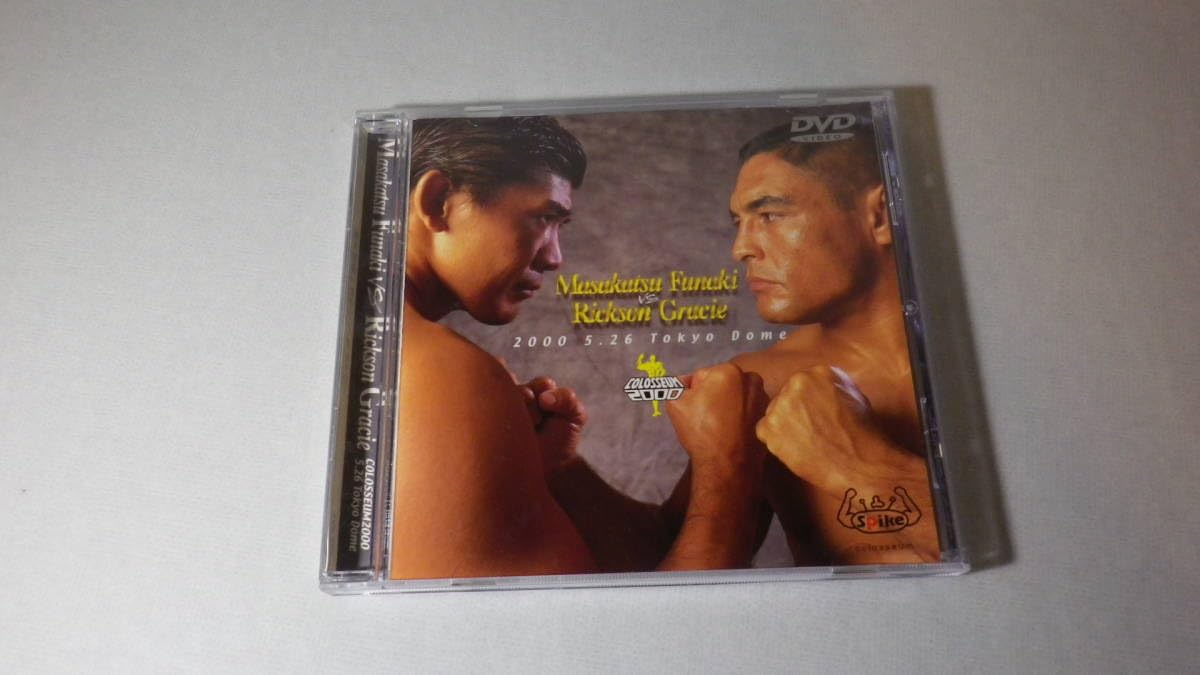 Masakatsu Funaki VS Rickson Gracie
COLOSSEUM2000
5.26 Tokyo Dome
DVD
VIDEO
Masakatsu Funaki
VS
Rickson Gracie
2000 5.26 Tokyo Dome
COLOSSEUM
2000
Spike
colosseum